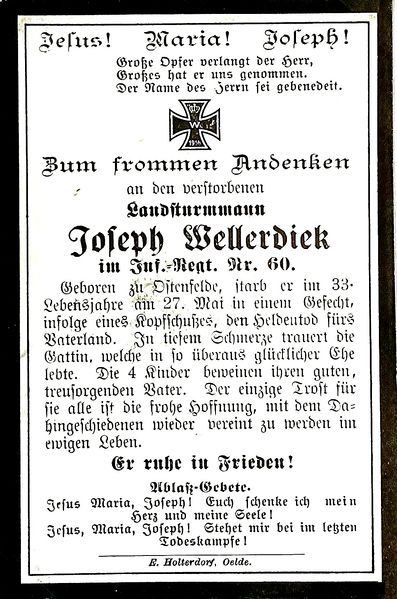 Jesus! Maria! Joseph!
Große Opfer verlangt der Herr,
Großes hat er uns genommen.
Der Name des Herrn sei gebenedeit.
W
1914
Zum frommen Andenken
an den verstorbenen
Landsturmmann
Joseph Wellerdiek
im Inf.-Regt. Nr. 60.
Geboren zu Ostenfelde, starb er im 33.
Lebensjahre am 27. Mai in einem Gefecht,
infolge eines Kopfschußes, den Heldentod fürs
Vaterland. In tiefem Schmerze trauert die
Gattin, welche in so überaus glücklicher Ehe
lebte. Die 4 Kinder beweinen ihren guten,
treusorgenden Vater. Der einzige Trost für
sie alle ist die frohe Hoffnung, mit dem Da-
hingeschiedenen wieder vereint zu werden im
ewigen Leben.
Er ruhe in Frieden!
Ablaß-Gebete.
Jesus Maria, Joseph! Euch schenke ich mein
Herz und meine Seele!
Jesus, Maria, Joseph! Stehet mir bei im letzten
Todeskampfe!
E. Holterdorf, Oelde.